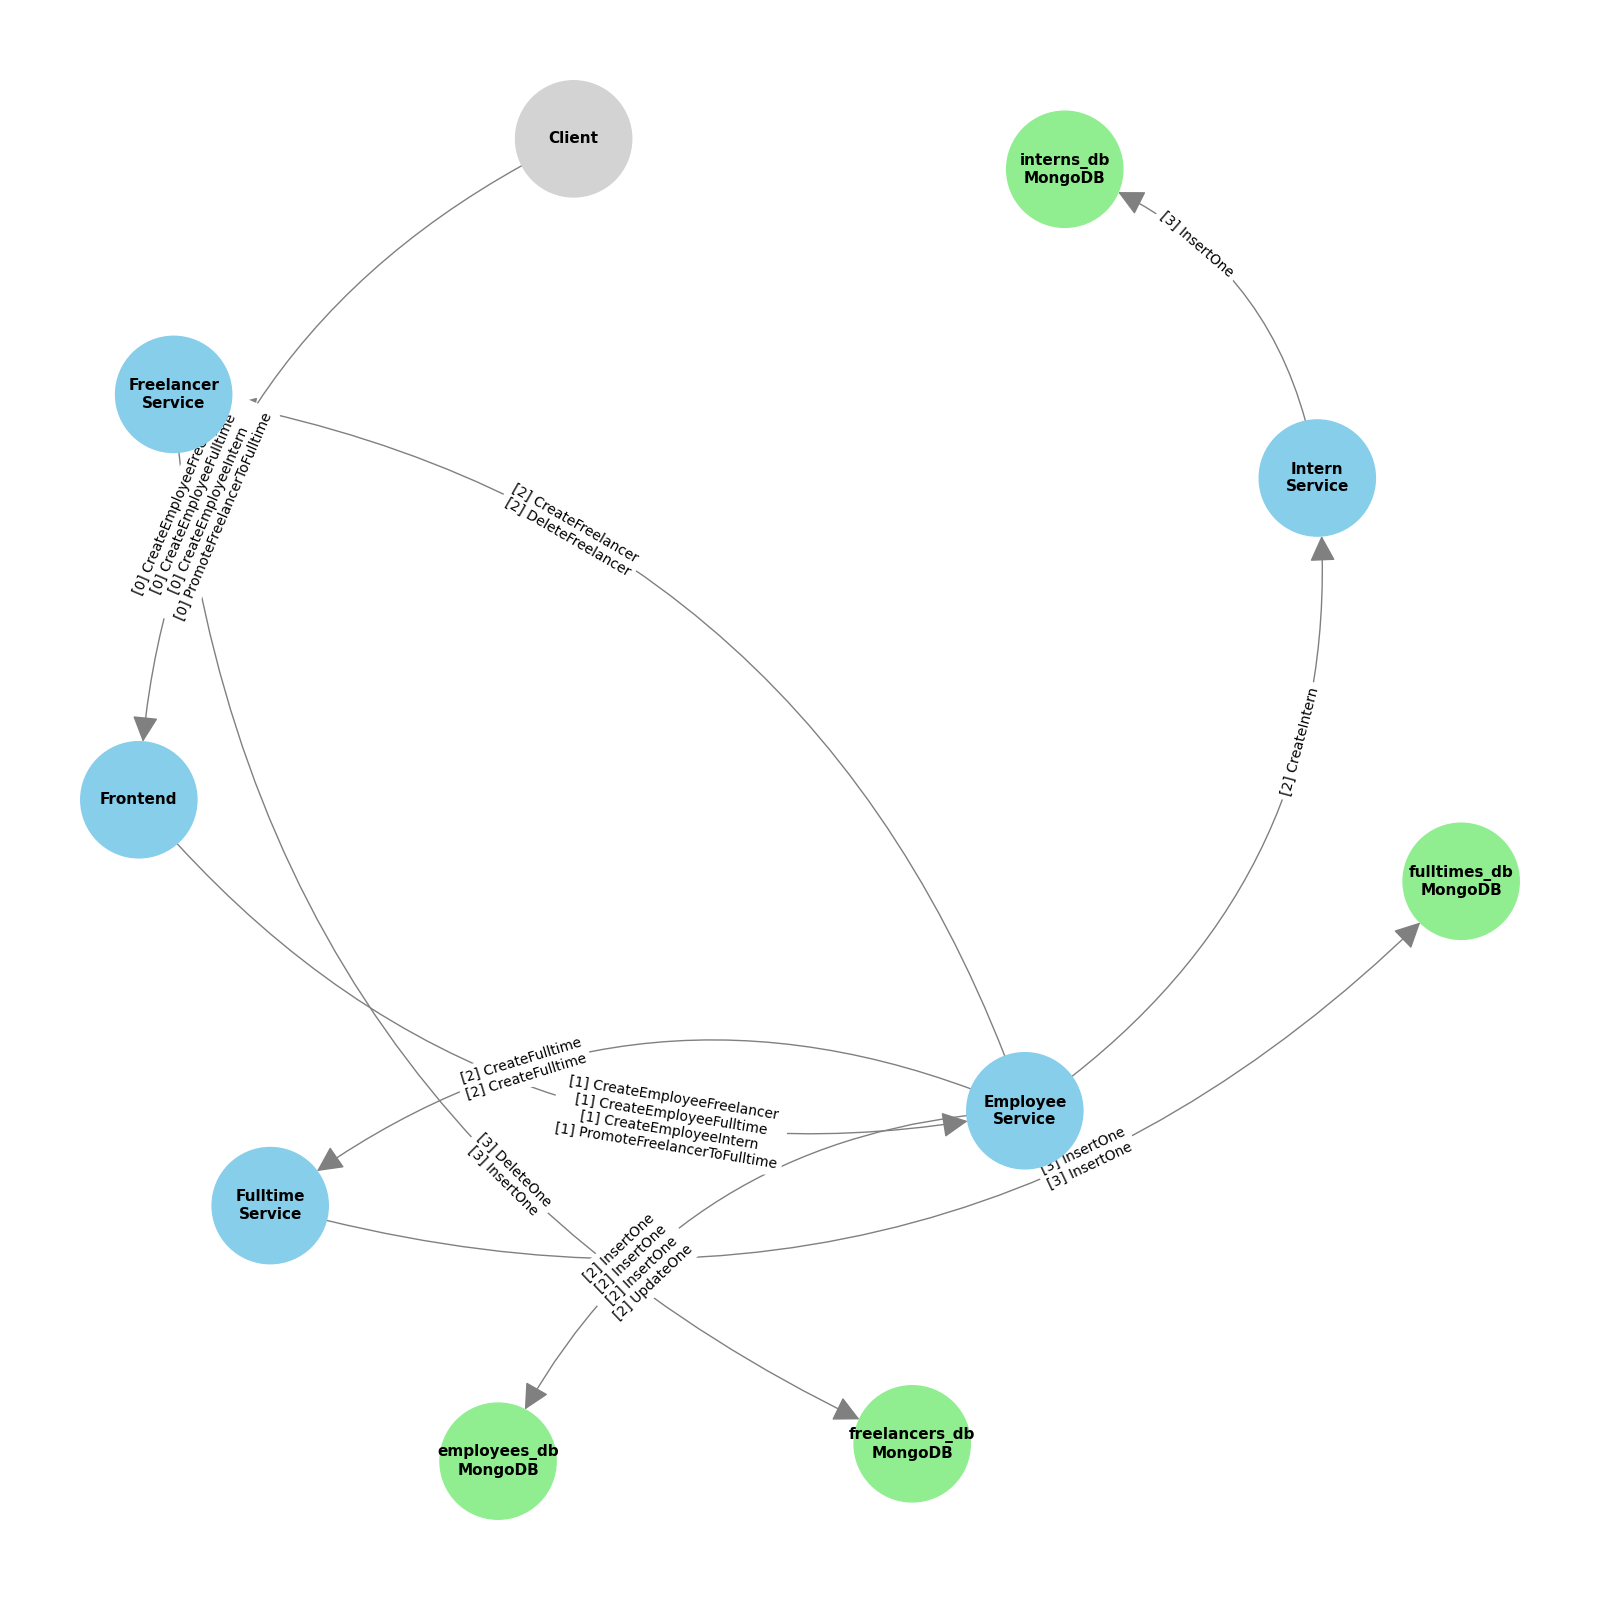 Client
interns_db
MongoDB
[3] InsertOne
Freelancer
Service
[0] CreateEmployeeFulltime
[0] CreateEmployeeIntern
[0] PromoteFreelancerToFulltime
Intern
Service
[2] CreateFreelancer
[2] DeleteFreelancer
[2] CreateIntern
Frontend
fulltimes_db
MongoDB
[2] CreateFulltime
[2] CreateFulltime
[1] CreateEmployeeFreelancer
[1] CreateEmployeeFulltime
[1] CreateEmployeeIntern
[1] PromoteFreelancerToFulltime
Employee
Service
[3] InsertOne
[3] InsertOne
[3] DeleteOne
[3] InsertOne
Fulltime
Service
[2] InsertOne
[2] InsertOne
[2] InsertOne
[2] UpdateOne
employees_db
MongoDB
freelancers_db
MongoDB